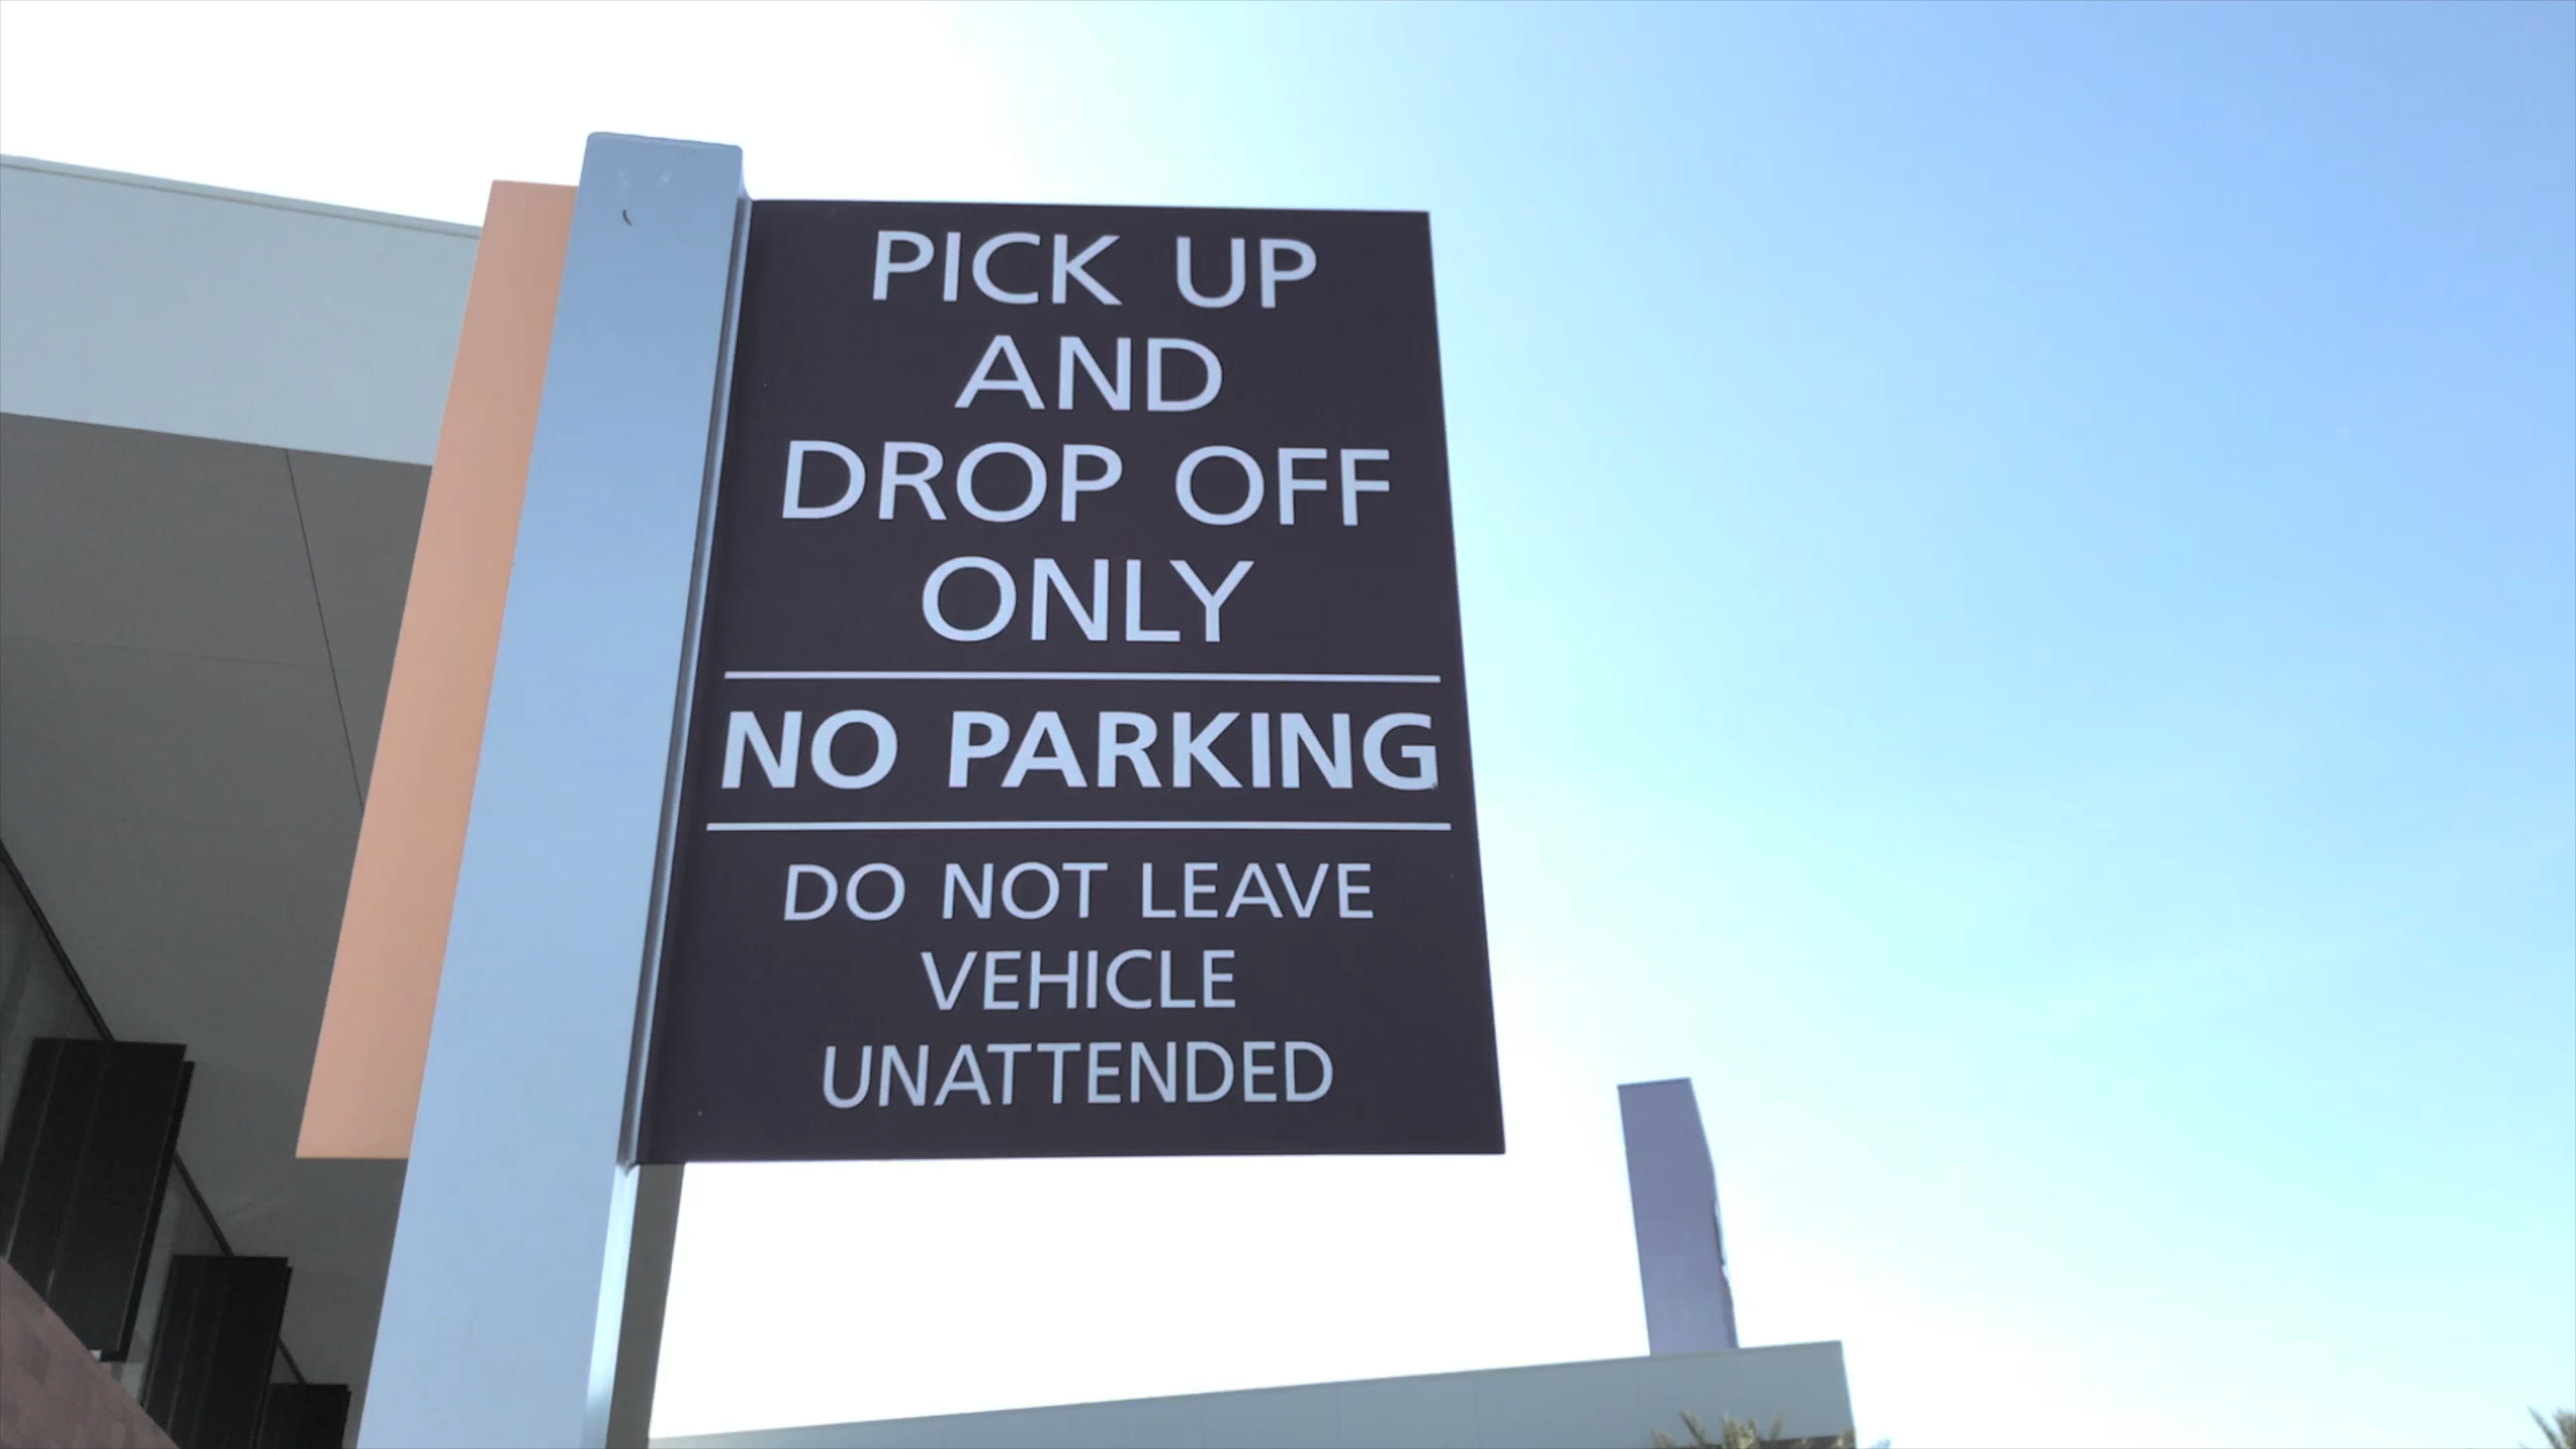 PICK UP
AND
DROP OFF
ONLY
NO PARKING
DO NOT LEAVE
VEHICLE
UNATTENDED